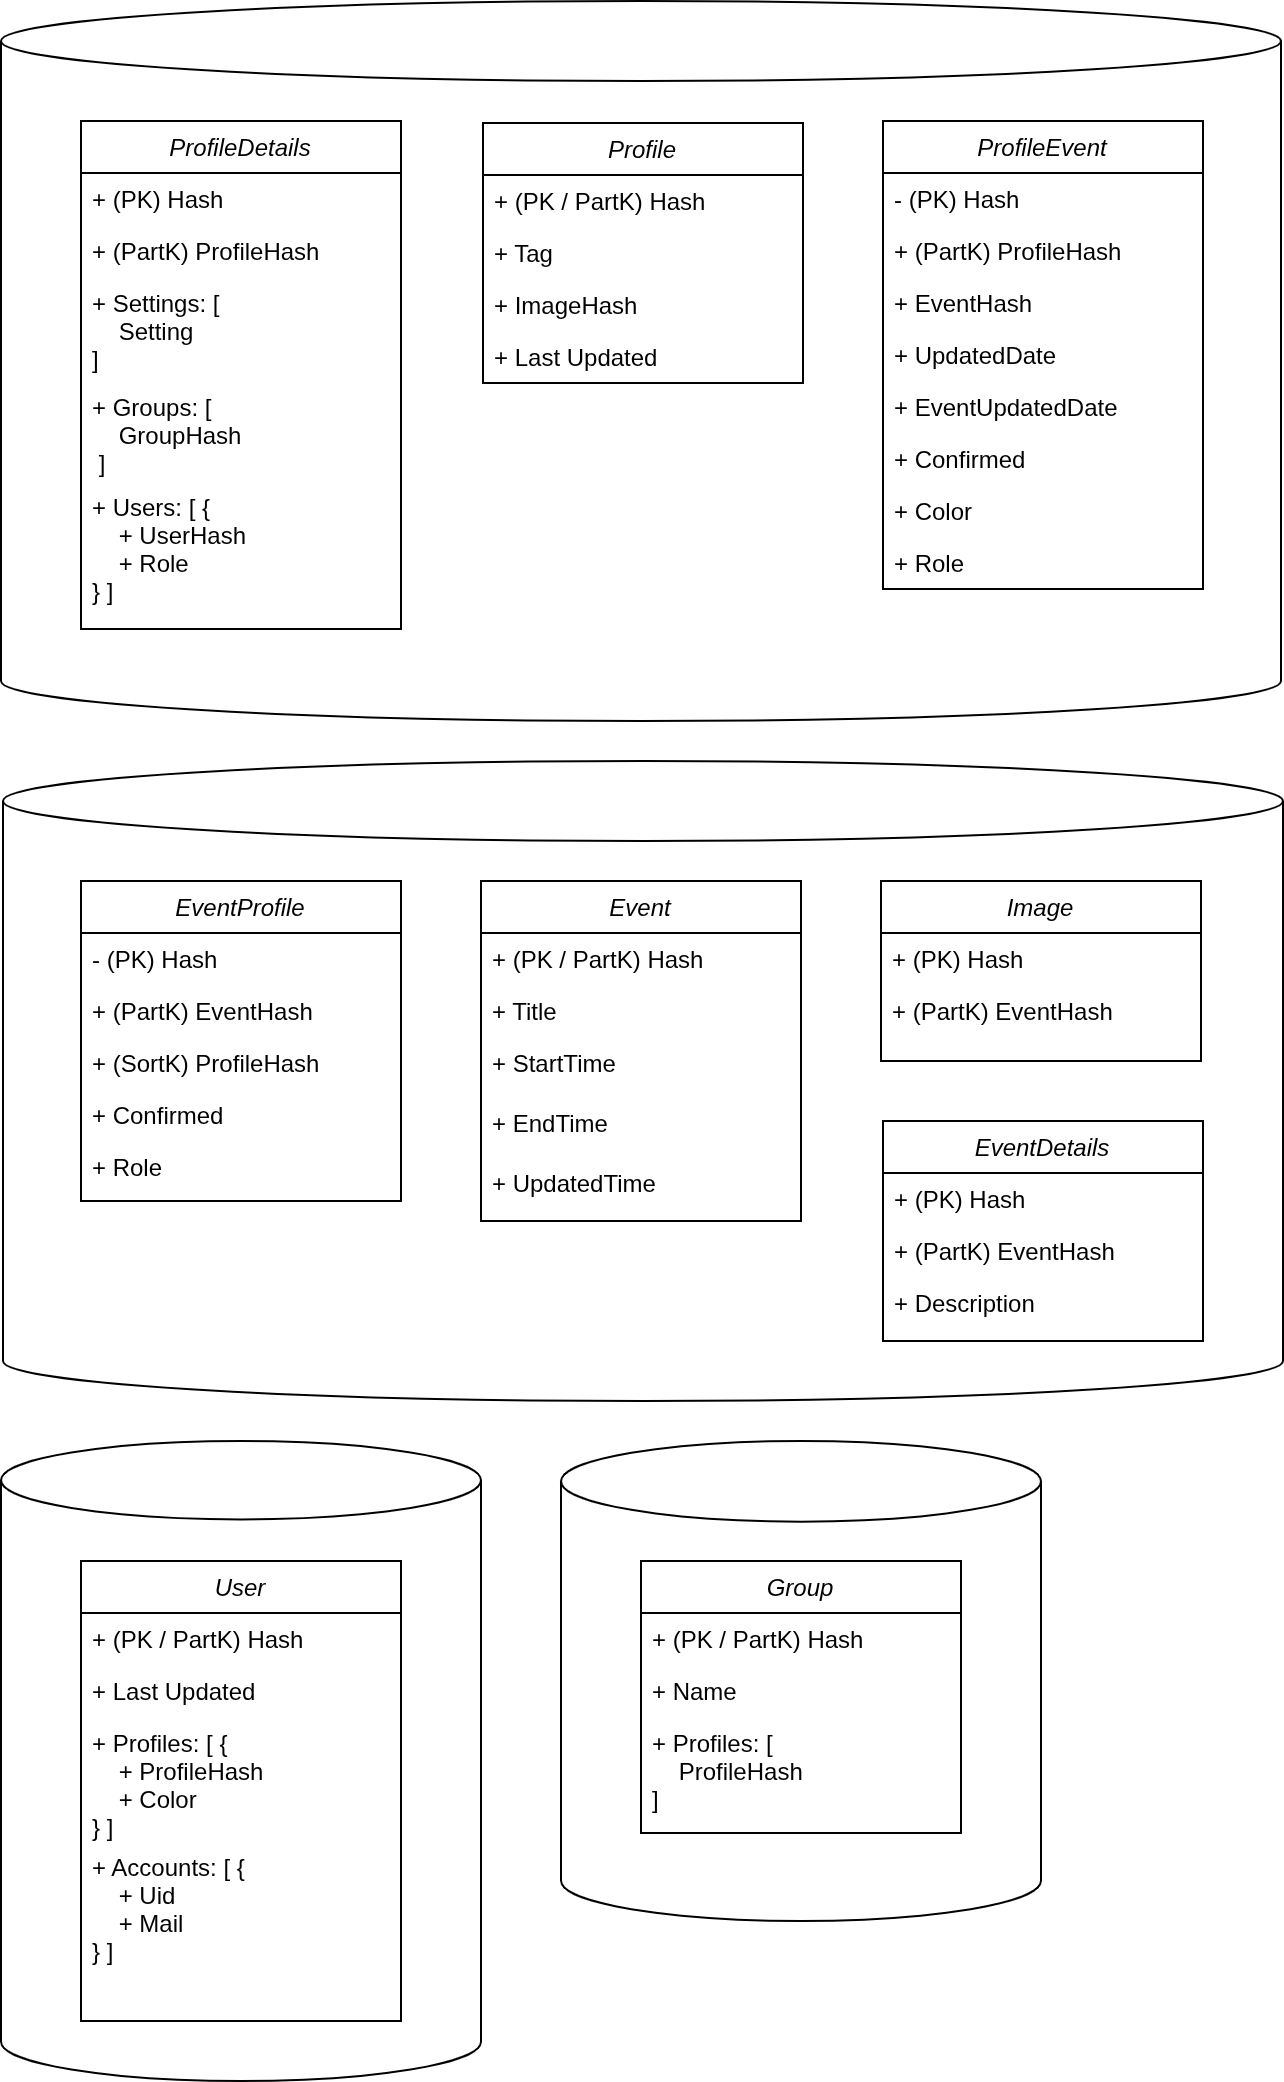 ProfileDetails
+ (PK) Hash
+ (PartK) ProfileHash
+ Settings: [
Setting
]
+ Groups: [
GroupHash
]
+ Users: [ {
+ UserHash
+ Role
} ]
Profile
+ (PK / PartK) Hash
+ Tag
+ ImageHash
+ Last Updated
ProfileEvent
- (PK) Hash
+ (PartK) ProfileHash
+ EventHash
+ UpdatedDate
+ EventUpdatedDate
+ Confirmed
+ Color
+ Role
EventProfile
- (PK) Hash
+ (PartK) EventHash
+ (SortK) ProfileHash
+ Confirmed
+ Role
Event
+ (PK / PartK) Hash
+ Title
+ StartTime
+ EndTime
+ UpdatedTime
Image
+ (PK) Hash
+ (PartK) EventHash
EventDetails
+ (PK) Hash
+ (PartK) EventHash
+ Description
User
+ (PK / PartK) Hash
+ Last Updated
+ Profiles: [ {
+ ProfileHash
+ Color
} ]
+ Accounts: [ {
+ Uid
+ Mail
} ]
Group
+ (PK / PartK) Hash
+ Name
+ Profiles: [
ProfileHash
]